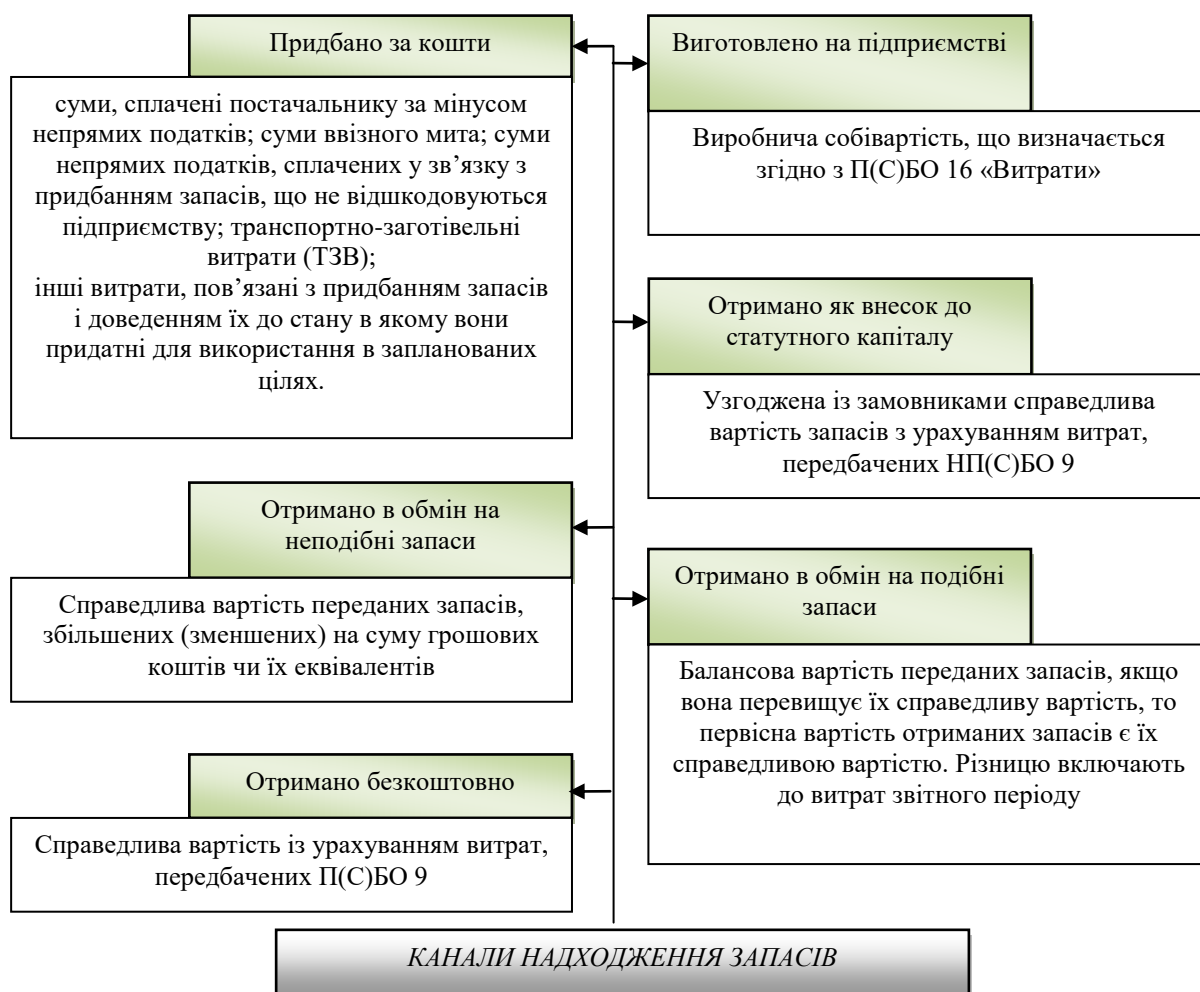 Придбано за кошти
суми, сплачені постачальнику за мінусом
непрямих податків; суми ввізного мита; суми
непрямих податків, сплачених у зв’язку з
придбанням запасів, що не відшкодовуються
підприємству; транспортно-заготівельні
витрати (ТЗВ);
інші витрати, пов’язані з придбанням запасів
і доведенням їх до стану в якому вони
придатні для використання в запланованих
цілях.
Виготовлено на підприємстві
Виробнича собівартість, що визначається
згідно з П(С)БО 16 «Витрати»
Отримано як внесок до
статутного капіталу
Узгоджена із замовниками справедлива
вартість запасів з урахуванням витрат,
передбачених НП(С)БО 9
Отримано в обмін на
неподібні запаси
Справедлива вартість переданих запасів,
збільшених (зменшених) на суму грошових
коштів чи їх еквівалентів
Отримано в обмін на подібні
запаси
Балансова вартість переданих запасів, якщо
вона перевищує їх справедливу вартість, то
первісна вартість отриманих запасів є їх
справедливою вартістю. Різницю включають
до витрат звітного періоду
Отримано безкоштовно
Справедлива вартість із урахуванням витрат,
передбачених П(С)БО 9
КАНАЛИ НАДХОДЖЕННЯ ЗАПАСІВ